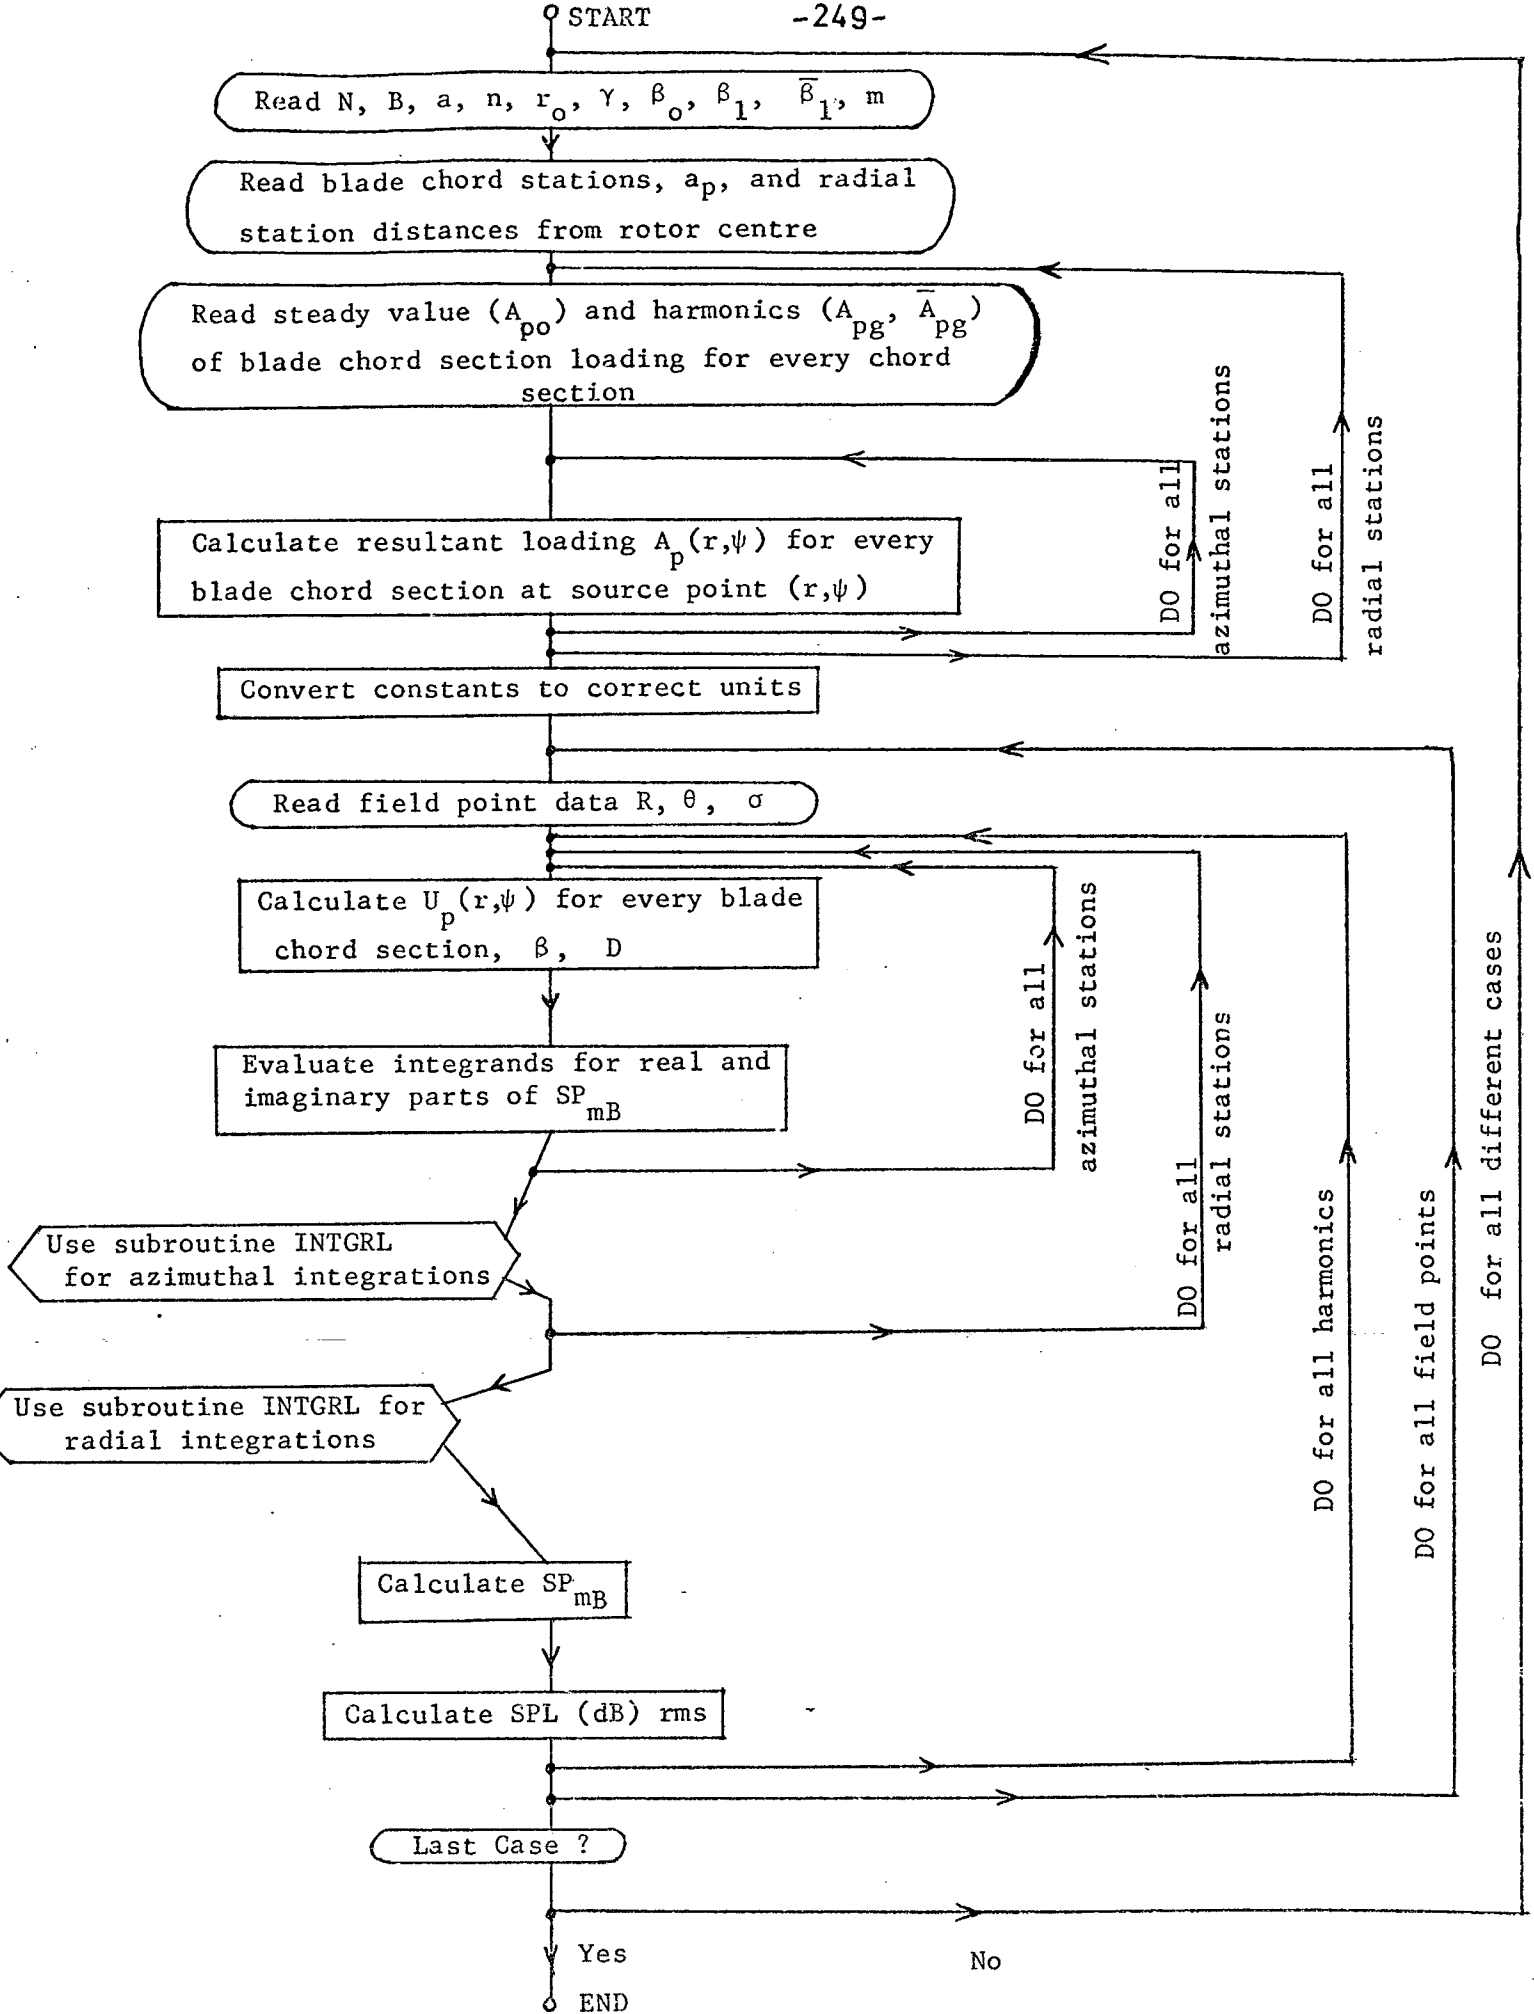 START
-249-
Read N, B, a, n, r_o, γ, β_o, β_1, β̅_1, m
Read blade chord stations, a_p, and radial
station distances from rotor centre
Read steady value (A_po) and harmonics (A_pg, A̅_pg)
of blade chord section loading for every chord
section
DO for all
azimuthal stations
DO for all
radial stations
Calculate resultant loading A_p(r,ψ) for every
blade chord section at source point (r,ψ)
Convert constants to correct units
Read field point data R, θ, σ
Calculate U_p(r,ψ) for every blade
chord section, β, D
DO for all
azimuthal stations
DO for all
radial stations
DO for all harmonics
DO for all field points
DO for all different cases
Evaluate integrands for real and
imaginary parts of SP_mB
Use subroutine INTGRL
for azimuthal integrations
Use subroutine INTGRL for
radial integrations
Calculate SP_mB
Calculate SPL (dB) rms
Last Case ?
Yes
No
END